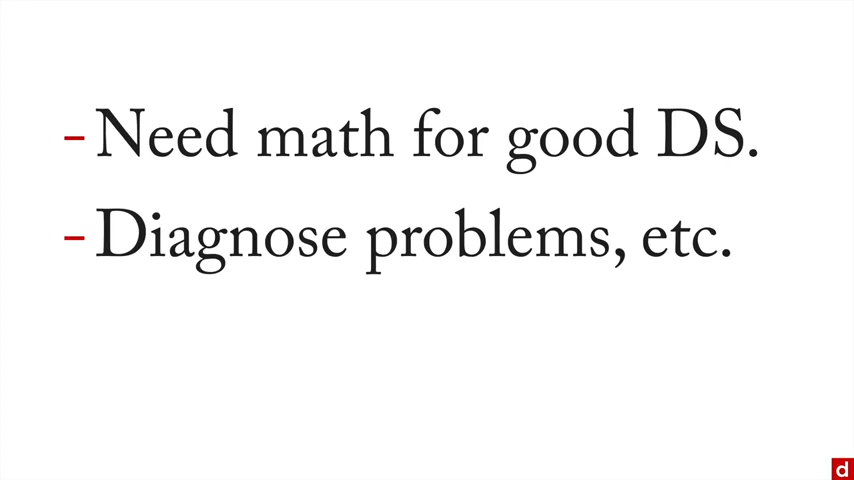 - Need math for good DS.
- Diagnose problems, etc.
d